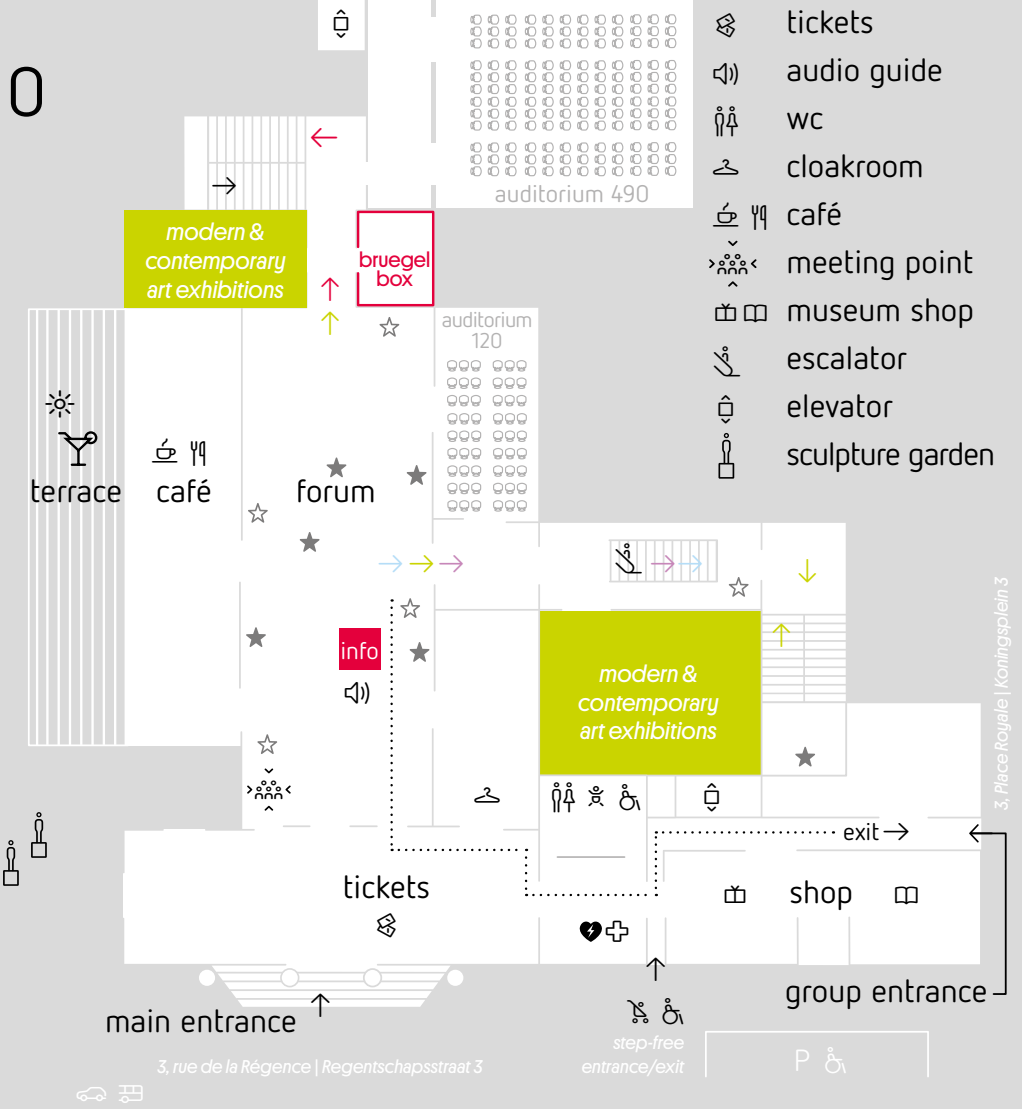 0
tickets
audio guide
wc
cloakroom
café
meeting point
museum shop
escalator
elevator
sculpture garden
auditorium 490
modern &
contemporary
art exhibitions
bruegel
box
auditorium
120
terrace
café
forum
info
modern &
contemporary
art exhibitions
3, Place Royale | Koningsplein 3
exit
tickets
shop
group entrance
main entrance
step-free
entrance/exit
P
3, rue de la Régence | Regentschapsstraat 3